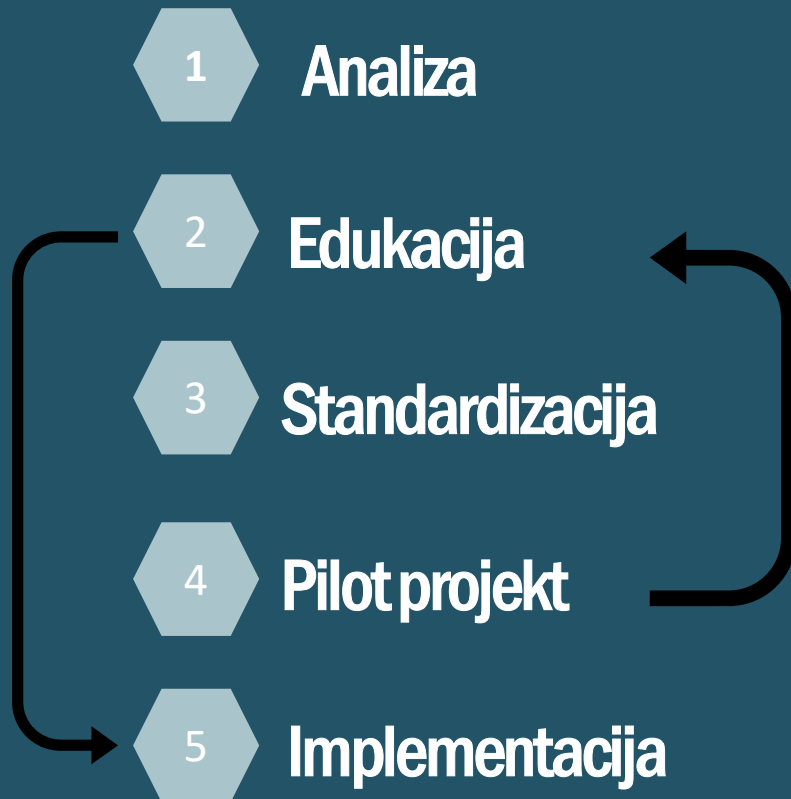 1 Analiza
2 Edukacija
3 Standardizacija
4 Pilot projekt
5 Implementacija